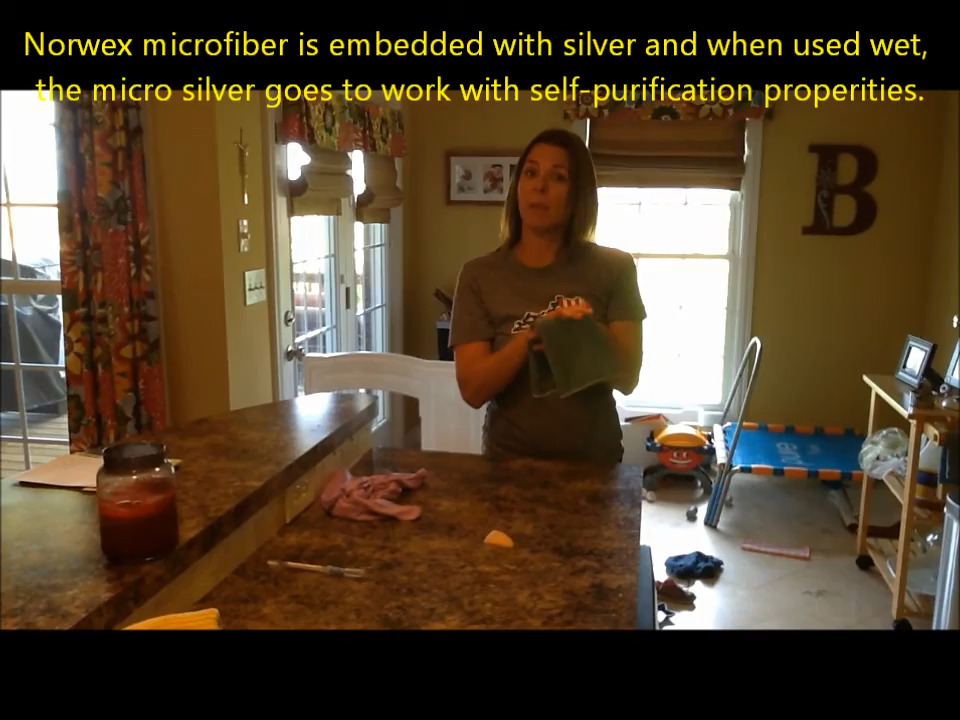 Norwex microfiber is embedded with silver and when used wet,
the micro silver goes to work with self-purification properities.
B